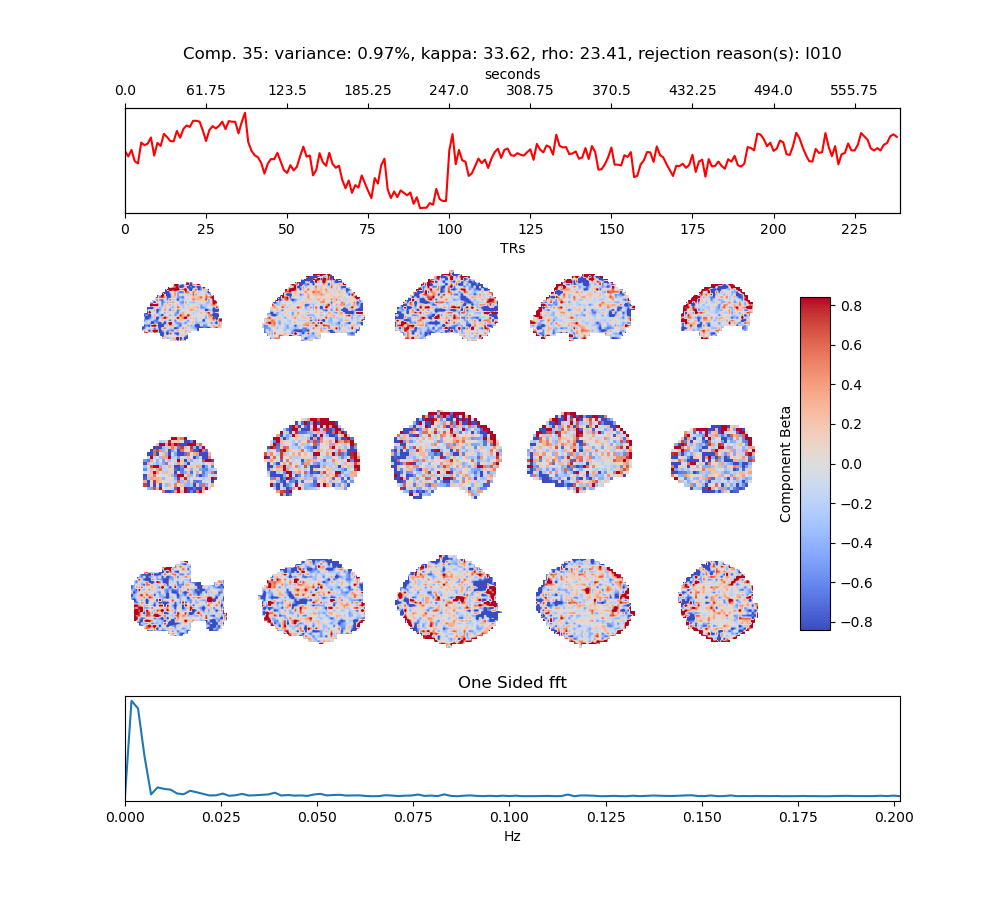 Comp. 35: variance: 0.97%, kappa: 33.62, rho: 23.41, rejection reason(s): I010
seconds
0.0 61.75 123.5 185.25 247.0 308.75 370.5 432.25 494.0 555.75
0 25 50 75 100 125 150 175 200 225
TRs
0.8
0.6
0.4
0.2
0.0
−0.2
−0.4
−0.6
−0.8
Component Beta
One Sided fft
0.000 0.025 0.050 0.075 0.100 0.125 0.150 0.175 0.200
Hz